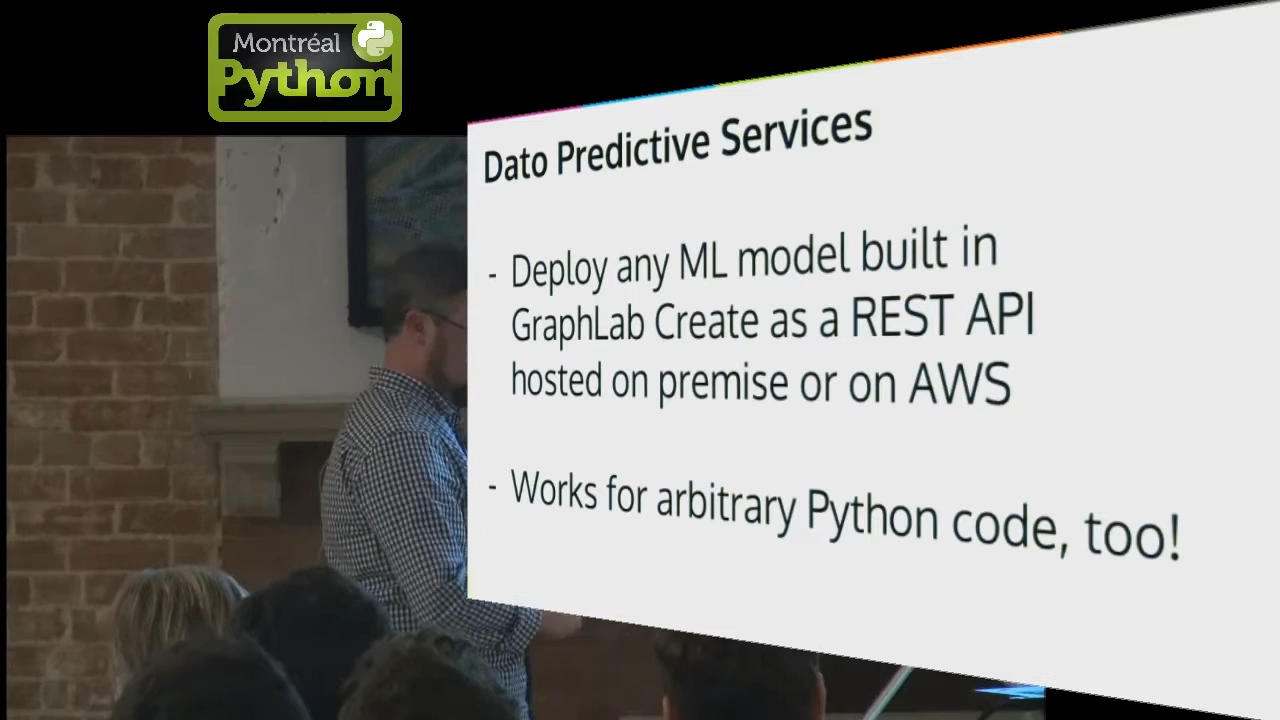 Montréal
Python
Dato Predictive Services
- Deploy any ML model built in
GraphLab Create as a REST API
hosted on premise or on AWS
- Works for arbitrary Python code, too!